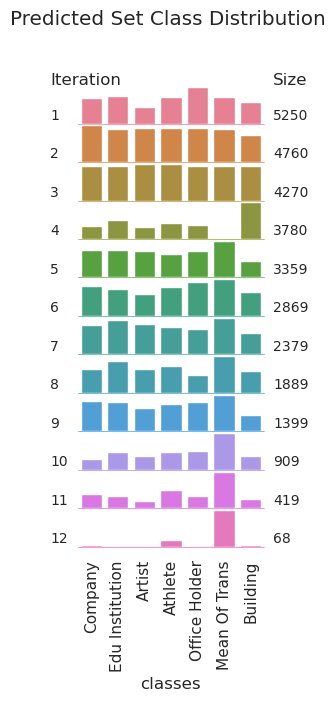 Predicted Set Class Distribution
Iteration Size
1 5250
2 4760
3 4270
4 3780
5 3359
6 2869
7 2379
8 1889
9 1399
10 909
11 419
12 68
Company
Edu Institution
Artist
Athlete
Office Holder
Mean Of Trans
Building
classes